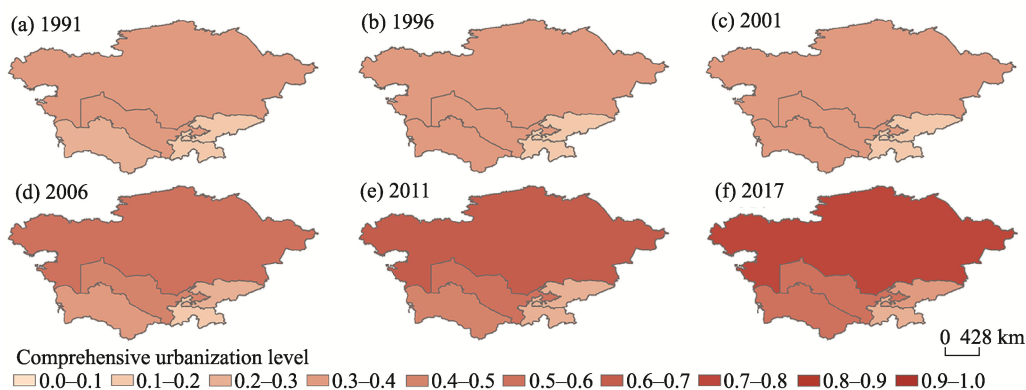 (a) 1991
(b) 1996
(c) 2001
(d) 2006
(e) 2011
(f) 2017
0 428 km
Comprehensive urbanization level
0.0–0.1 0.1–0.2 0.2–0.3 0.3–0.4 0.4–0.5 0.5–0.6 0.6–0.7 0.7–0.8 0.8–0.9 0.9–1.0